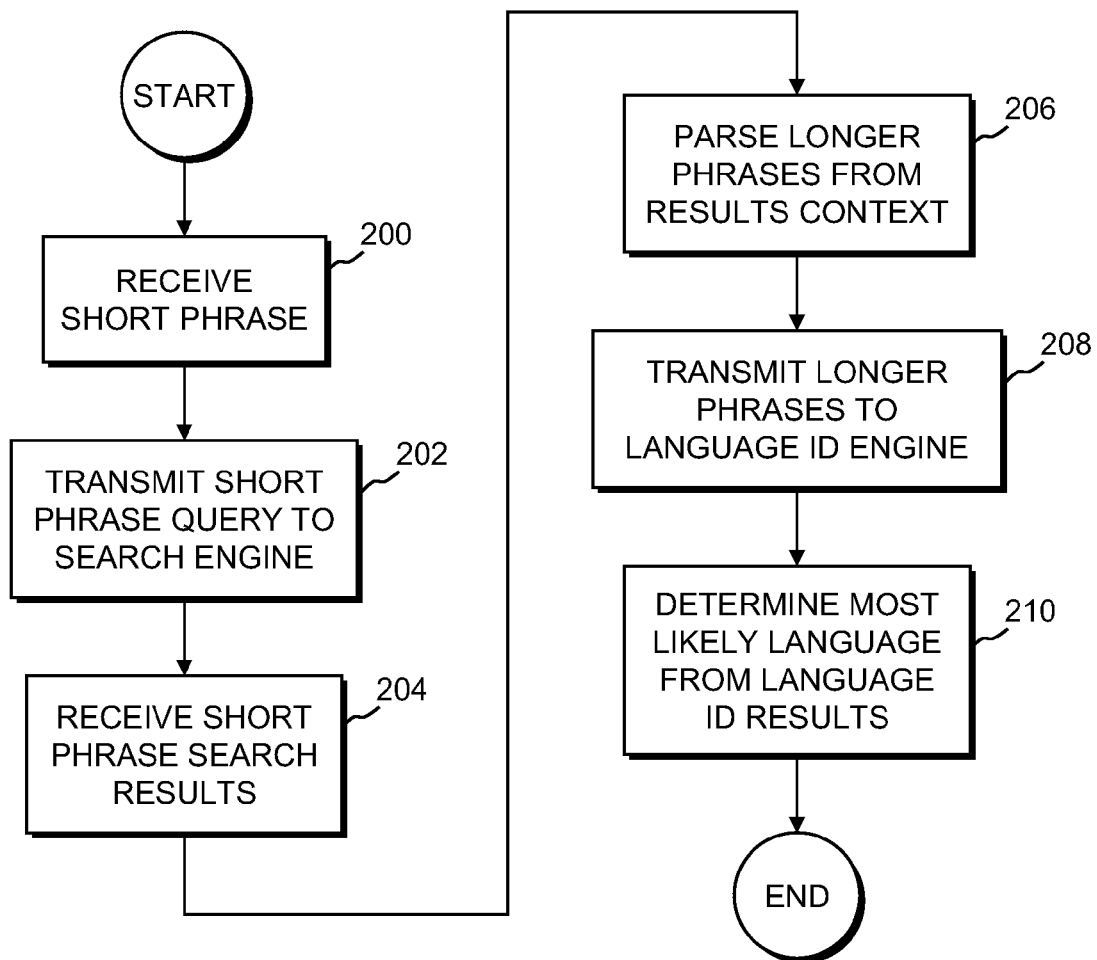 START
200
RECEIVE
SHORT PHRASE
202
TRANSMIT SHORT
PHRASE QUERY TO
SEARCH ENGINE
204
RECEIVE SHORT
PHRASE SEARCH
RESULTS
206
PARSE LONGER
PHRASES FROM
RESULTS CONTEXT
208
TRANSMIT LONGER
PHRASES TO
LANGUAGE ID ENGINE
210
DETERMINE MOST
LIKELY LANGUAGE
FROM LANGUAGE
ID RESULTS
END